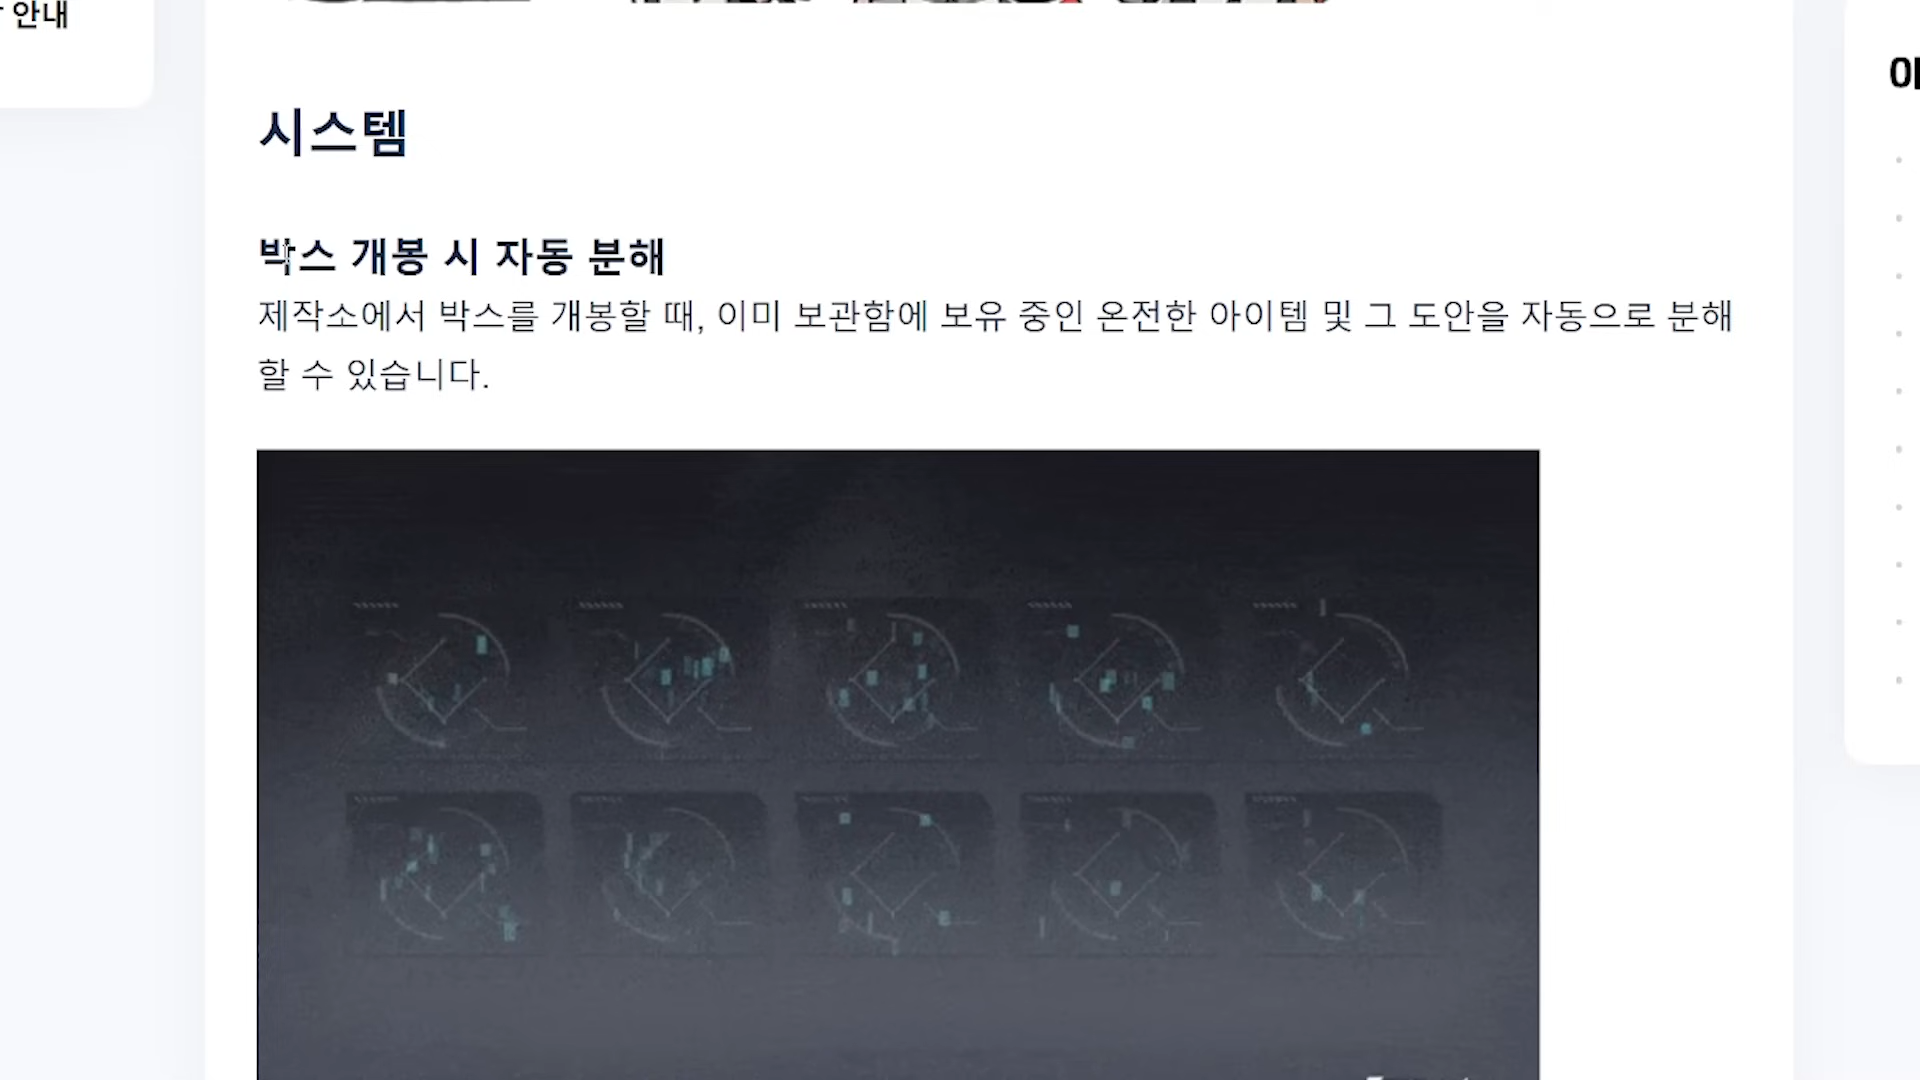 안내
시스템
박스 개봉 시 자동 분해
제작소에서 박스를 개봉할 때, 이미 보관함에 보유 중인 온전한 아이템 및 그 도안을 자동으로 분해
할 수 있습니다.